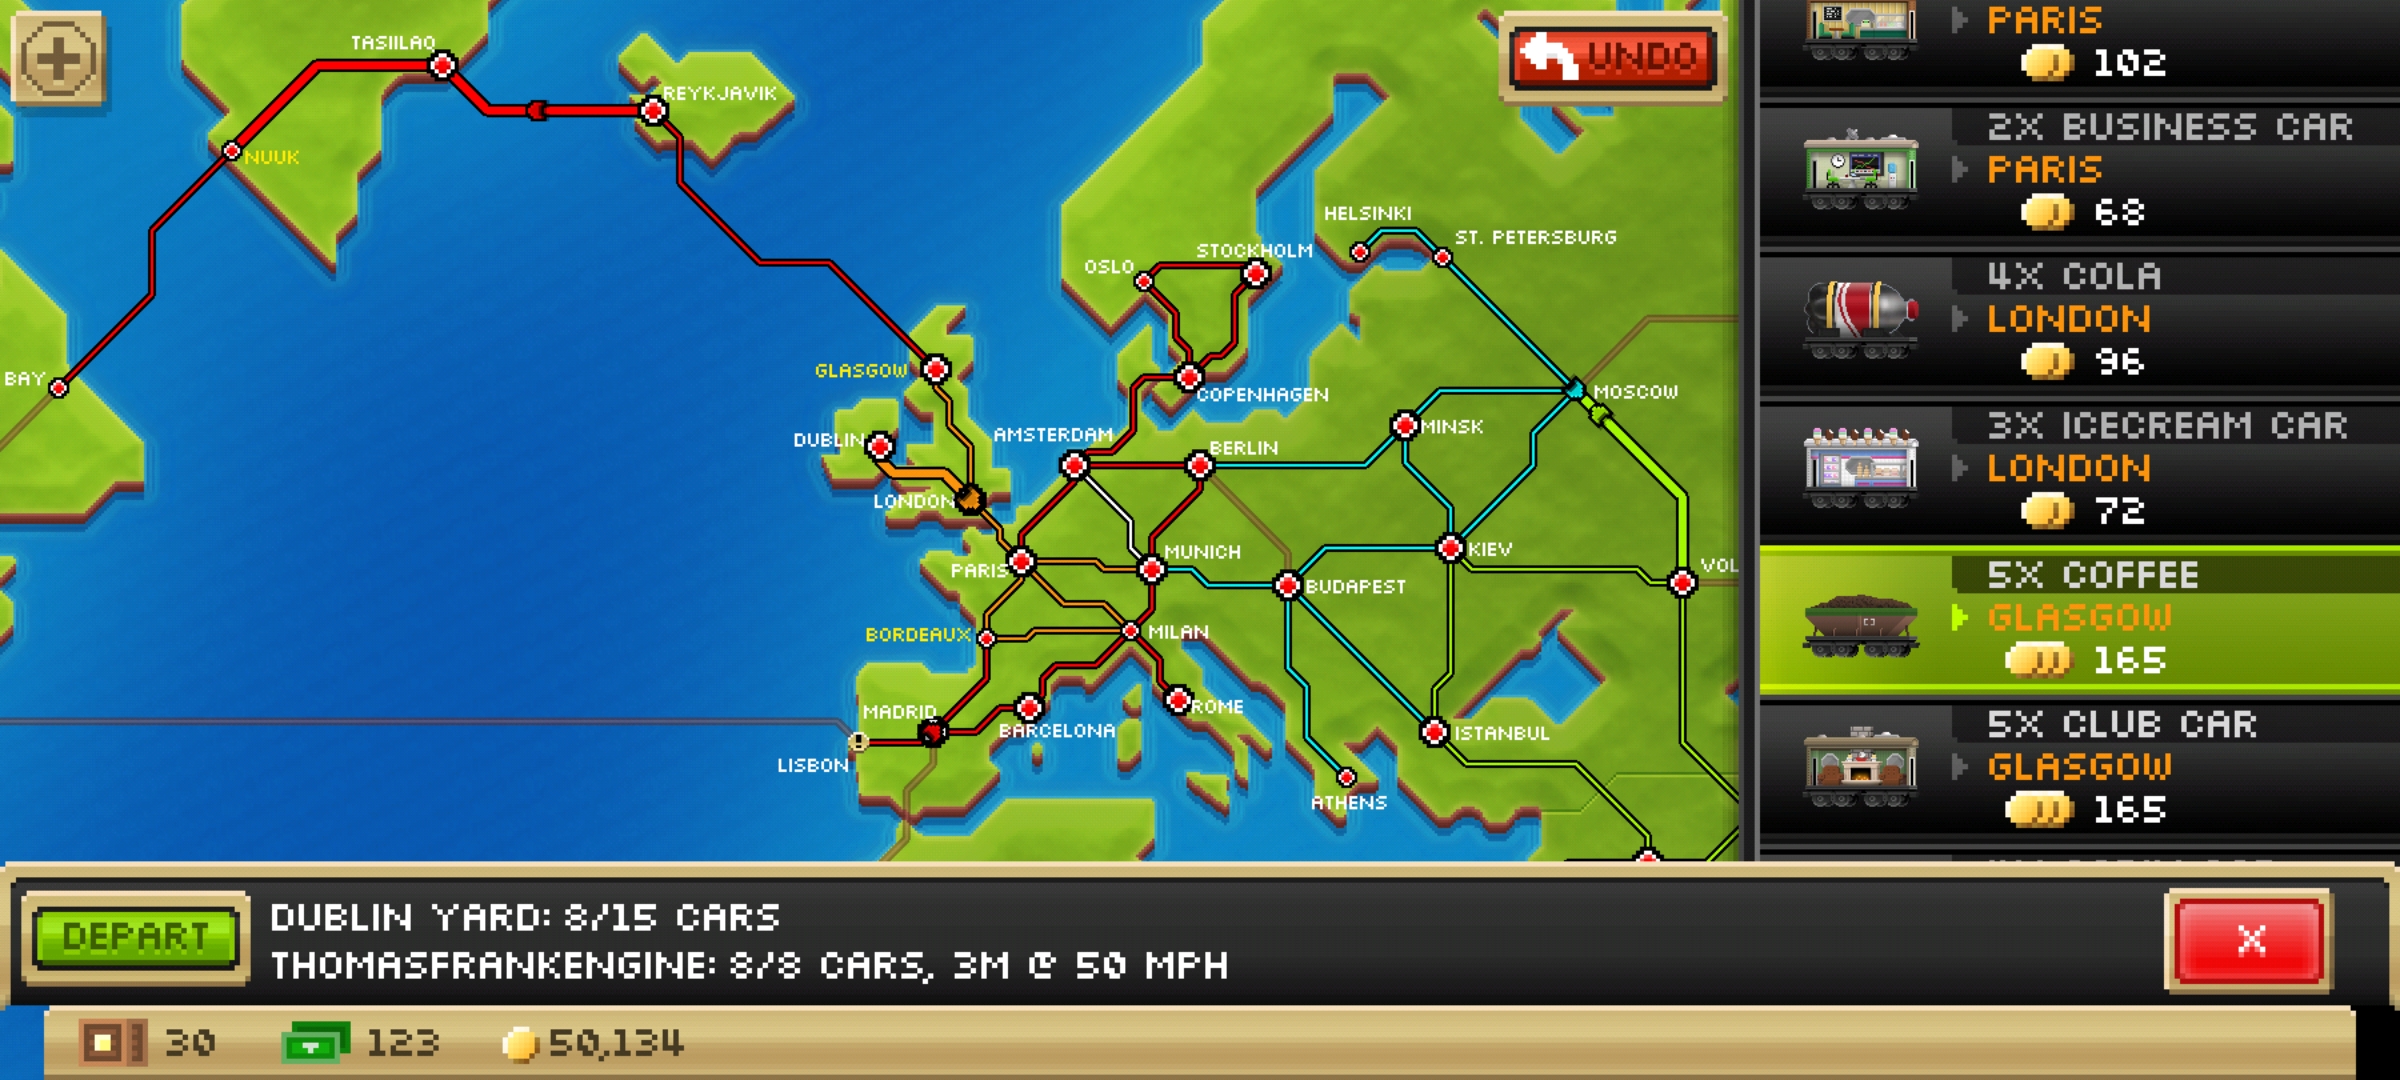 TASIILAQ
REYKJAVIK
NUUK
UNDO
HELSINKI
ST. PETERSBURG
STOCKHOLM
OSLO
GLASGOW
BAY
MOSCOW
COPENHAGEN
MINSK
AMSTERDAM
DUBLIN
BERLIN
LONDON
MUNICH
KIEV
PARIS
VOL
BUDAPEST
BORDEAUX
MILAN
MADRID
ROME
BARCELONA
ISTANBUL
LISBON
ATHENS
PARIS
102
2X BUSINESS CAR
PARIS
68
4X COLA
LONDON
96
3X ICECREAM CAR
LONDON
72
5X COFFEE
GLASGOW
165
5X CLUB CAR
GLASGOW
165
DEPART
DUBLIN YARD: 8/15 CARS
THOMASFRANKENGINE: 8/8 CARS, 3M @ 50 MPH
X
30
123
50,134